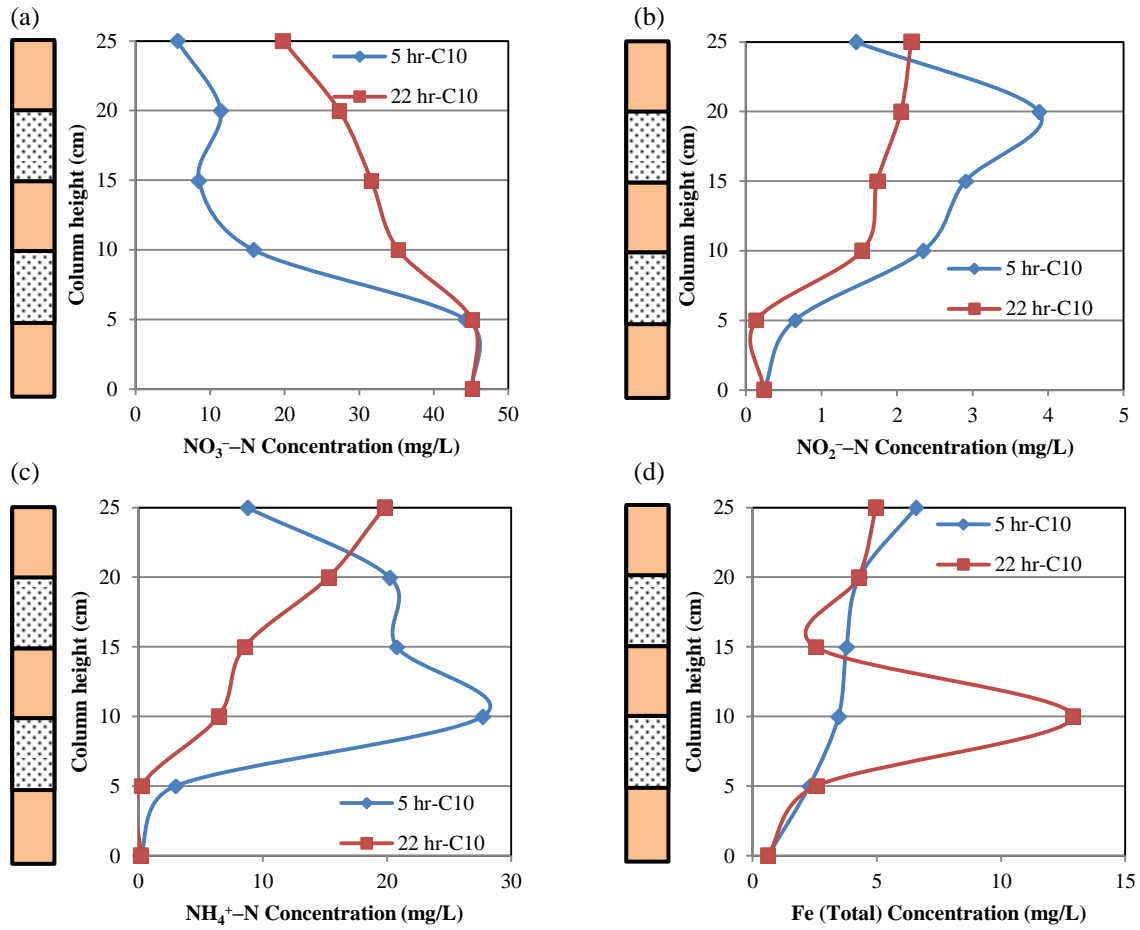 (a)
25
20
15
10
5
0
Column height (cm)
5 hr-C10
22 hr-C10
0 10 20 30 40 50
NO₃⁻–N Concentration (mg/L)
(b)
25
20
15
10
5
0
Column height (cm)
5 hr-C10
22 hr-C10
0 1 2 3 4 5
NO₂⁻–N Concentration (mg/L)
(c)
25
20
15
10
5
0
Column height (cm)
5 hr-C10
22 hr-C10
0 10 20 30
NH₄⁺–N Concentration (mg/L)
(d)
25
20
15
10
5
0
Column height (cm)
5 hr-C10
22 hr-C10
0 5 10 15
Fe (Total) Concentration (mg/L)